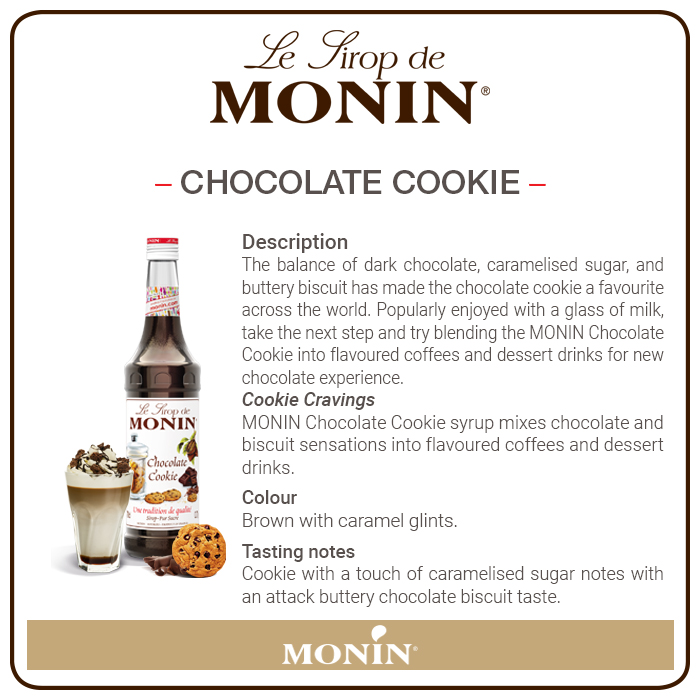 Le Sirop de
MONIN®
– CHOCOLATE COOKIE –
Description
The balance of dark chocolate, caramelised sugar, and
buttery biscuit has made the chocolate cookie a favourite
across the world. Popularly enjoyed with a glass of milk,
take the next step and try blending the MONIN Chocolate
Cookie into flavoured coffees and dessert drinks for new
chocolate experience.
Cookie Cravings
MONIN Chocolate Cookie syrup mixes chocolate and
biscuit sensations into flavoured coffees and dessert
drinks.
Colour
Brown with caramel glints.
Tasting notes
Cookie with a touch of caramelised sugar notes with
an attack buttery chocolate biscuit taste.
monin.com
Le Sirop de
MONIN
Chocolate
Cookie
Une tradition de qualité
Sirop-Pur Sucre
MONIN®